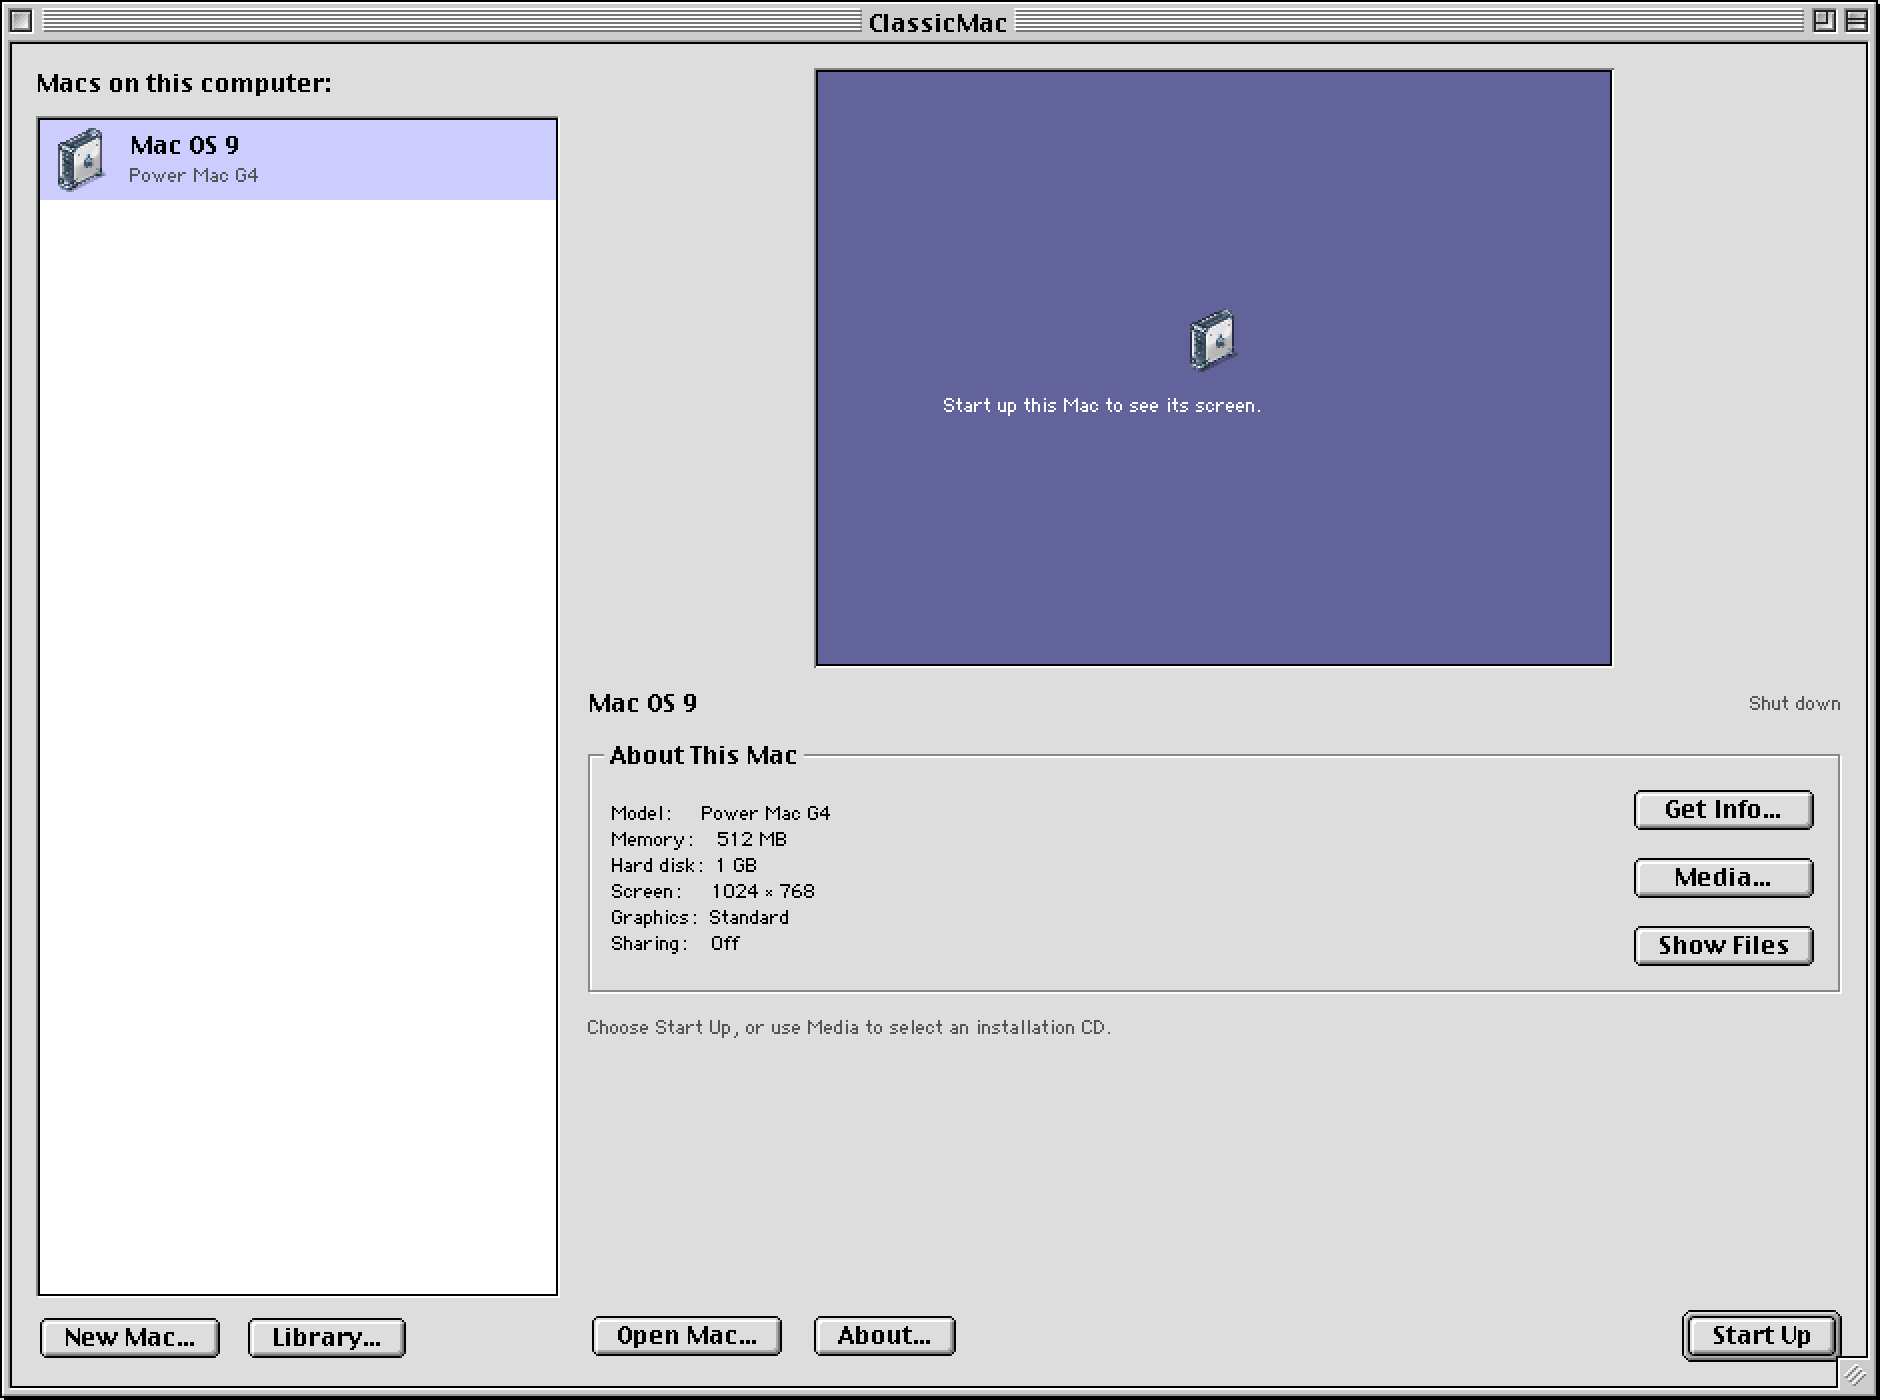 ClassicMac
Macs on this computer:
Mac OS 9
Power Mac G4
Start up this Mac to see its screen.
Mac OS 9
Shut down
About This Mac
Model: Power Mac G4
Memory: 512 MB
Hard disk: 1 GB
Screen: 1024 × 768
Graphics: Standard
Sharing: Off
Get Info...
Media...
Show Files
Choose Start Up, or use Media to select an installation CD.
New Mac...
Library...
Open Mac...
About...
Start Up